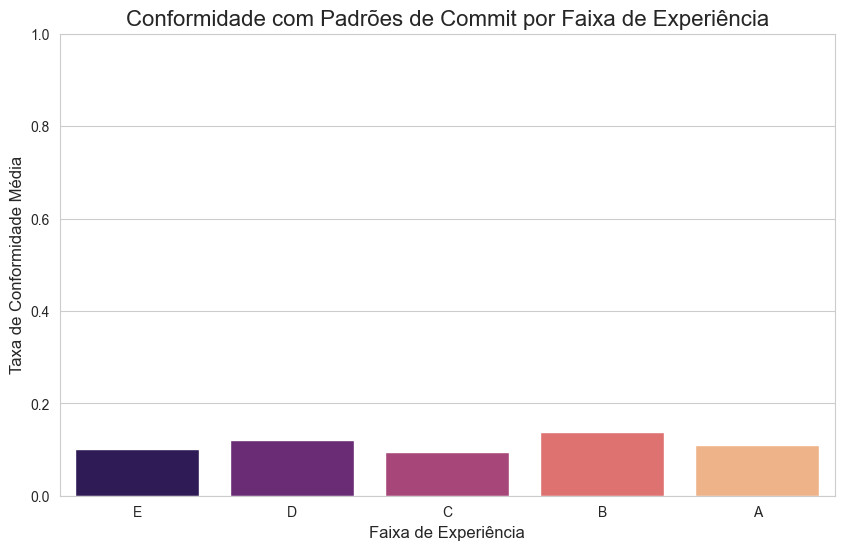 Conformidade com Padrões de Commit por Faixa de Experiência
Taxa de Conformidade Média
1.0
0.8
0.6
0.4
0.2
0.0
E D C B A
Faixa de Experiência